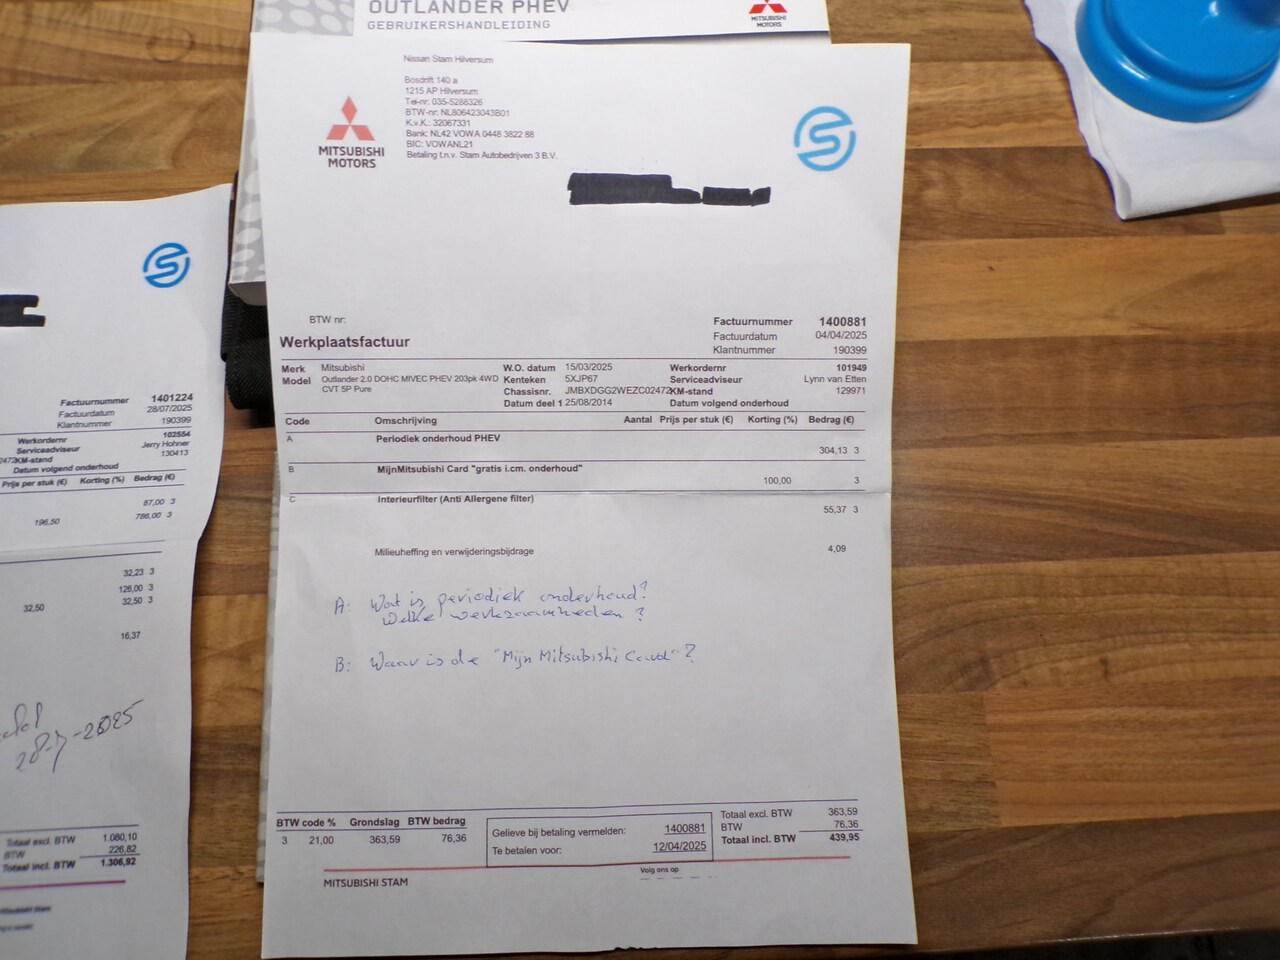 OUTLANDER PHEV
GEBRUIKERSHANDLEIDING
MITSUBISHI
MOTORS
Nissan Stam Hilversum
Bosdrift 140 a
1215 AP Hilversum
Tel-nr: 035-5288326
BTW-nr: NL806423043B01
K.v.K.: 32067331
Bank: NL42 VOWA 0448 3822 88
BIC: VOWANL21
Betaling t.n.v. Stam Autobedrijven 3 B.V.
MITSUBISHI
MOTORS
BTW nr:
Werkplaatsfactuur
Factuurnummer 1400881
Factuurdatum 04/04/2025
Klantnummer 190399
Merk Mitsubishi W.O. datum 15/03/2025 Werkordernr 101949
Model Outlander 2.0 DOHC MIVEC PHEV 203pk 4WD Kenteken 5XJP67 Serviceadviseur Lynn van Etten
CVT 5P Pure Chassisnr. JMBXDGG2WEZC02472 KM-stand 129971
Datum deel 1 25/08/2014 Datum volgend onderhoud
Code Omschrijving Aantal Prijs per stuk (€) Korting (%) Bedrag (€)
A Periodiek onderhoud PHEV
304,13 3
B MijnMitsubishi Card "gratis i.cm. onderhoud"
100,00 3
C Interieurfilter (Anti Allergene filter)
55,37 3
Milieuheffing en verwijderingsbijdrage 4,09
A: Wat is periodiek onderhoud?
Welke werkzaamheden ?
B: Waar is de "Mijn Mitsubishi Card"?
BTW code % Grondslag BTW bedrag
3 21,00 363,59 76,36
Gelieve bij betaling vermelden: 1400881
Te betalen voor: 12/04/2025
Totaal excl. BTW 363,59
BTW 76,36
Totaal incl. BTW 439,95
MITSUBISHI STAM
Volg ons op
Factuurnummer 1401224
Factuurdatum 28/07/2025
Klantnummer 190399
Werkordernr 102554
Serviceadviseur Jerry Hohner
2472KM-stand 130413
Datum volgend onderhoud
Prijs per stuk (€) Korting (%) Bedrag (€)
87,00 3
196,50 786,00 3
32,23 3
126,00 3
32,50 32,50 3
16,37
28-7-2025
Totaal excl. BTW 1.080,10
BTW 226,82
Totaal incl. BTW 1.306,92